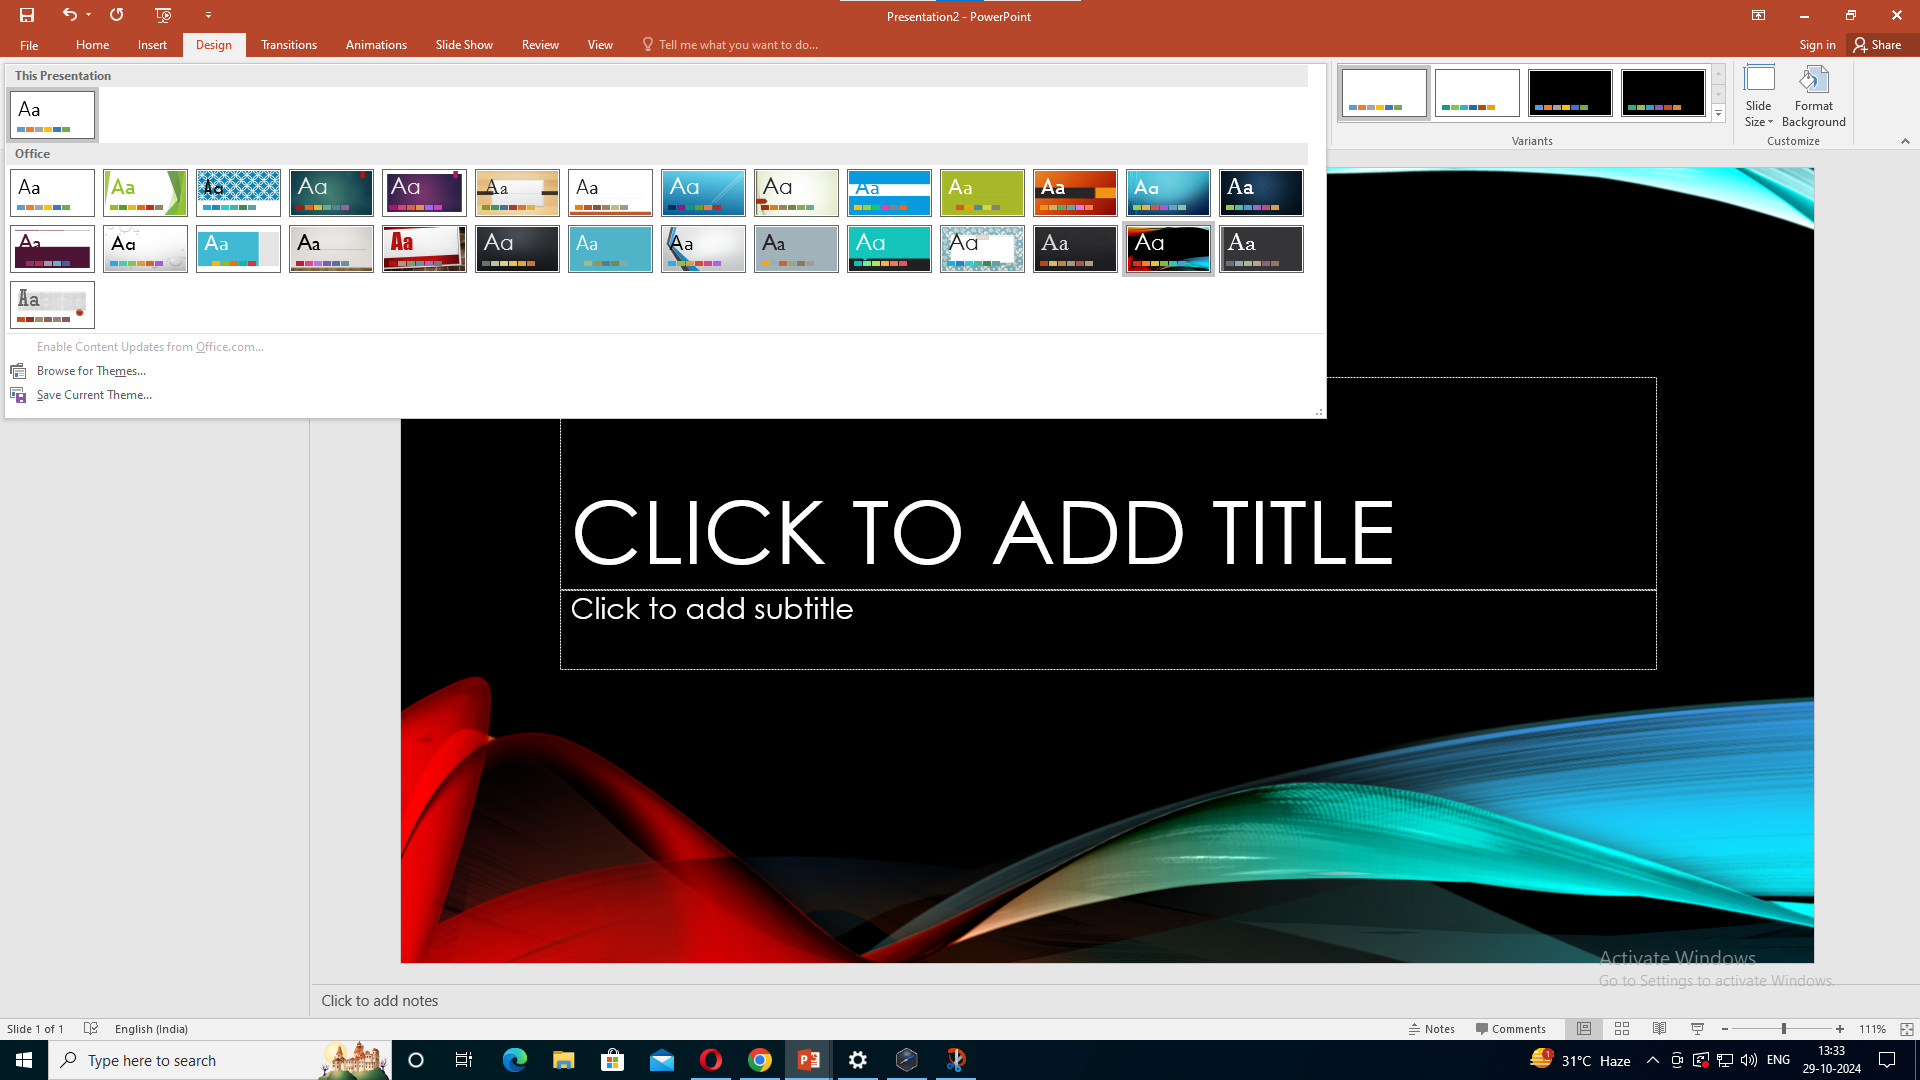 Presentation2 - PowerPoint
File Home Insert Design Transitions Animations Slide Show Review View Tell me what you want to do... Sign in Share
This Presentation
Aa
Office
Aa Aa Aa Aa Aa Aa Aa Aa Aa Aa Aa Aa Aa Aa
Aa Aa Aa Aa Aa Aa Aa Aa Aa Aa Aa Aa Aa Aa
Aa
Enable Content Updates from Office.com...
Browse for Themes...
Save Current Theme...
Slide Size
Format Background
Variants
Customize
CLICK TO ADD TITLE
Click to add subtitle
Activate Windows
Go to Settings to activate Windows.
Click to add notes
Slide 1 of 1 English (India) Notes Comments 111%
Type here to search
1 31°C Haze ENG 13:33
29-10-2024